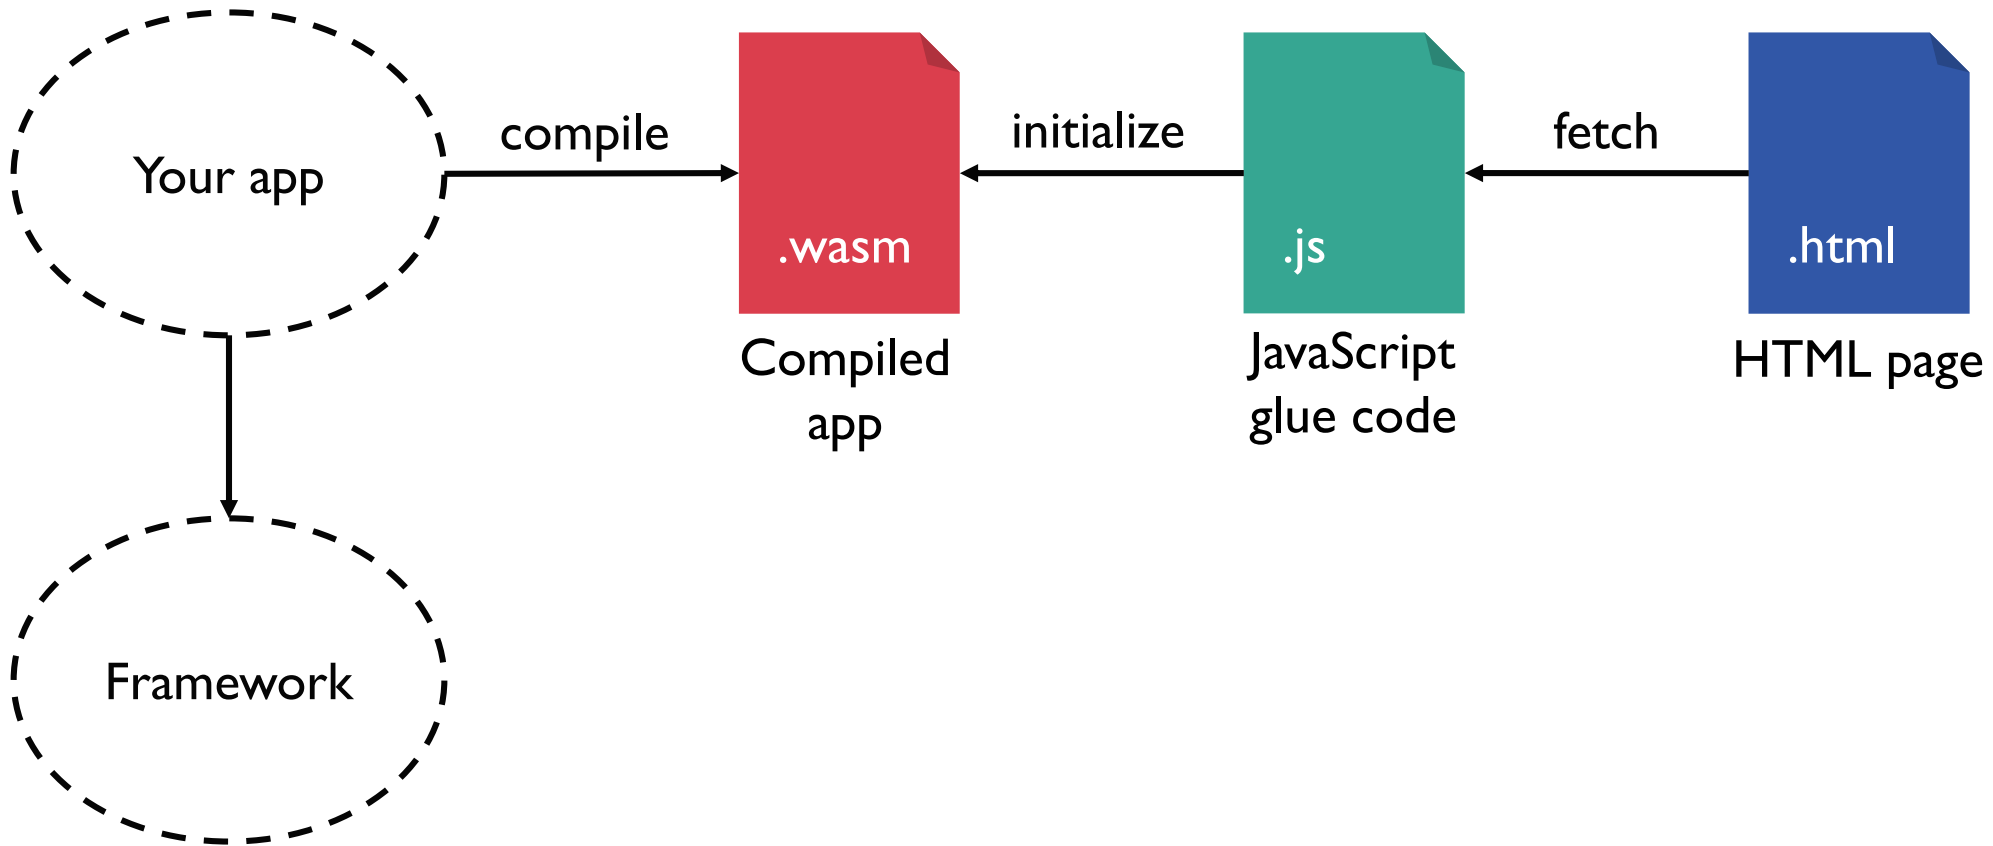 Your app
compile
.wasm
Compiled
app
initialize
.js
JavaScript
glue code
fetch
.html
HTML page
Framework